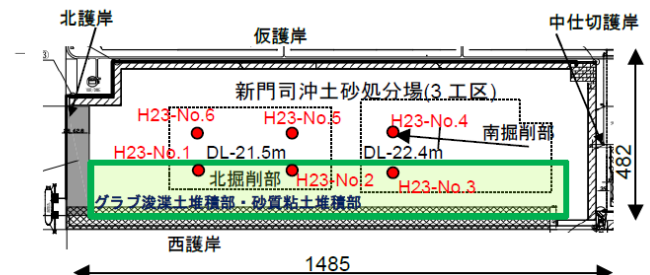 北護岸
仮護岸
中仕切護岸
③
新門司沖土砂処分場(3工区)
H23-No.6
H23-No.5
H23-No.4
南掘削部
H23-No.1
DL-21.5m
DL-22.4m
北掘削部
H23-No.2
H23-No.3
グラブ浚渫土堆積部・砂質粘土堆積部
482
西護岸
1485